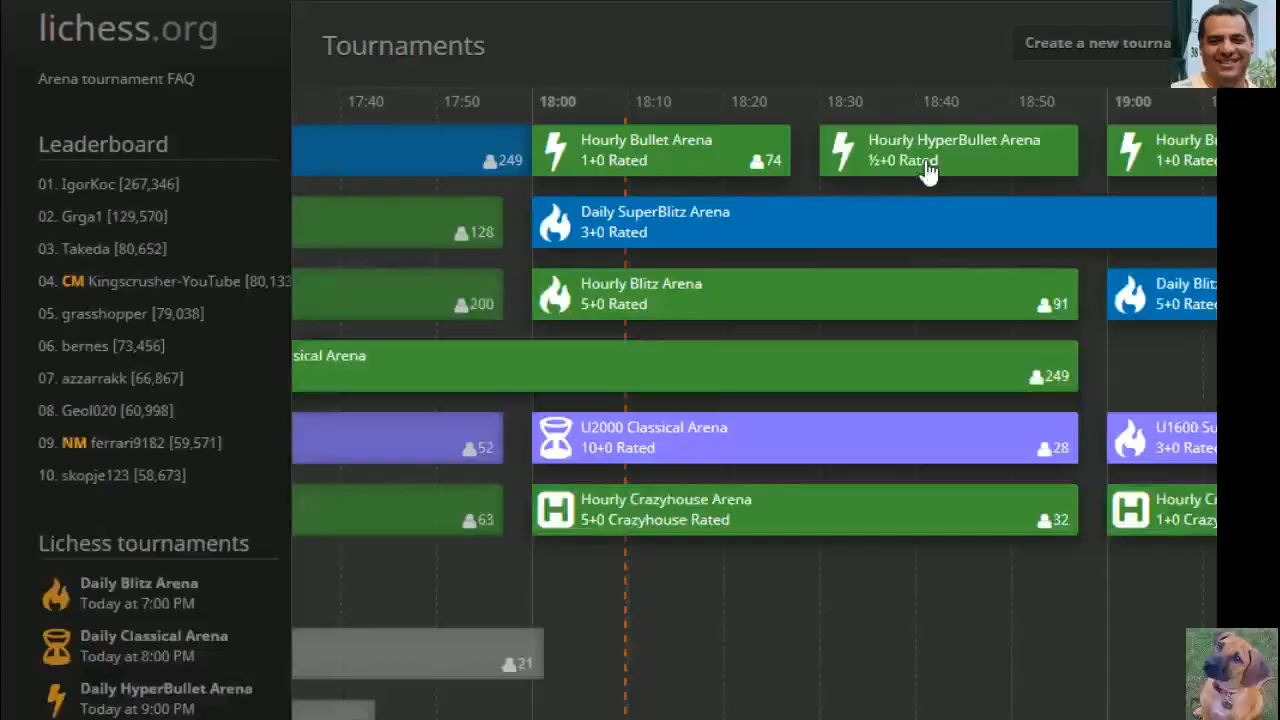 lichess.org
Arena tournament FAQ
Leaderboard
01. IgorKoc [267,346]
02. Grga1 [129,570]
03. Takeda [80,652]
04. CM Kingscrusher-YouTube [80,133
05. grasshopper [79,038]
06. bernes [73,456]
07. azzarrakk [66,867]
08. Geol020 [60,998]
09. NM ferrari9182 [59,571]
10. skopje123 [58,673]
Lichess tournaments
Daily Blitz Arena
Today at 7:00 PM
Daily Classical Arena
Today at 8:00 PM
Daily HyperBullet Arena
Today at 9:00 PM
Tournaments
Create a new tourna
17:40 17:50 18:00 18:10 18:20 18:30 18:40 18:50 19:00
249
Hourly Bullet Arena
1+0 Rated 74
Hourly HyperBullet Arena
½+0 Rated
Hourly B
1+0 Rate
128
Daily SuperBlitz Arena
3+0 Rated
200
Hourly Blitz Arena
5+0 Rated 91
Daily Blit
5+0 Rate
sical Arena
249
52
U2000 Classical Arena
10+0 Rated 28
U1600 Su
3+0 Rate
63
Hourly Crazyhouse Arena
5+0 Crazyhouse Rated 32
Hourly C
1+0 Crazy
21